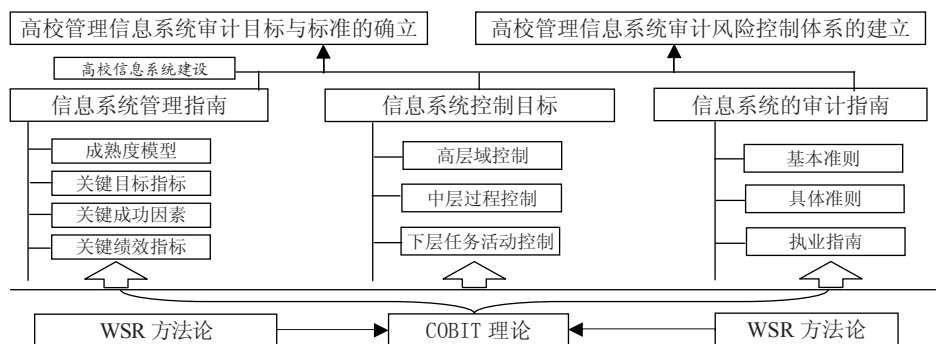 高校管理信息系统审计目标与标准的确立
高校管理信息系统审计风险控制体系的建立
高校信息系统建设
信息系统管理指南
信息系统控制目标
信息系统的审计指南
成熟度模型
关键目标指标
关键成功因素
关键绩效指标
高层域控制
中层过程控制
下层任务活动控制
基本准则
具体准则
执业指南
WSR 方法论
COBIT 理论
WSR 方法论